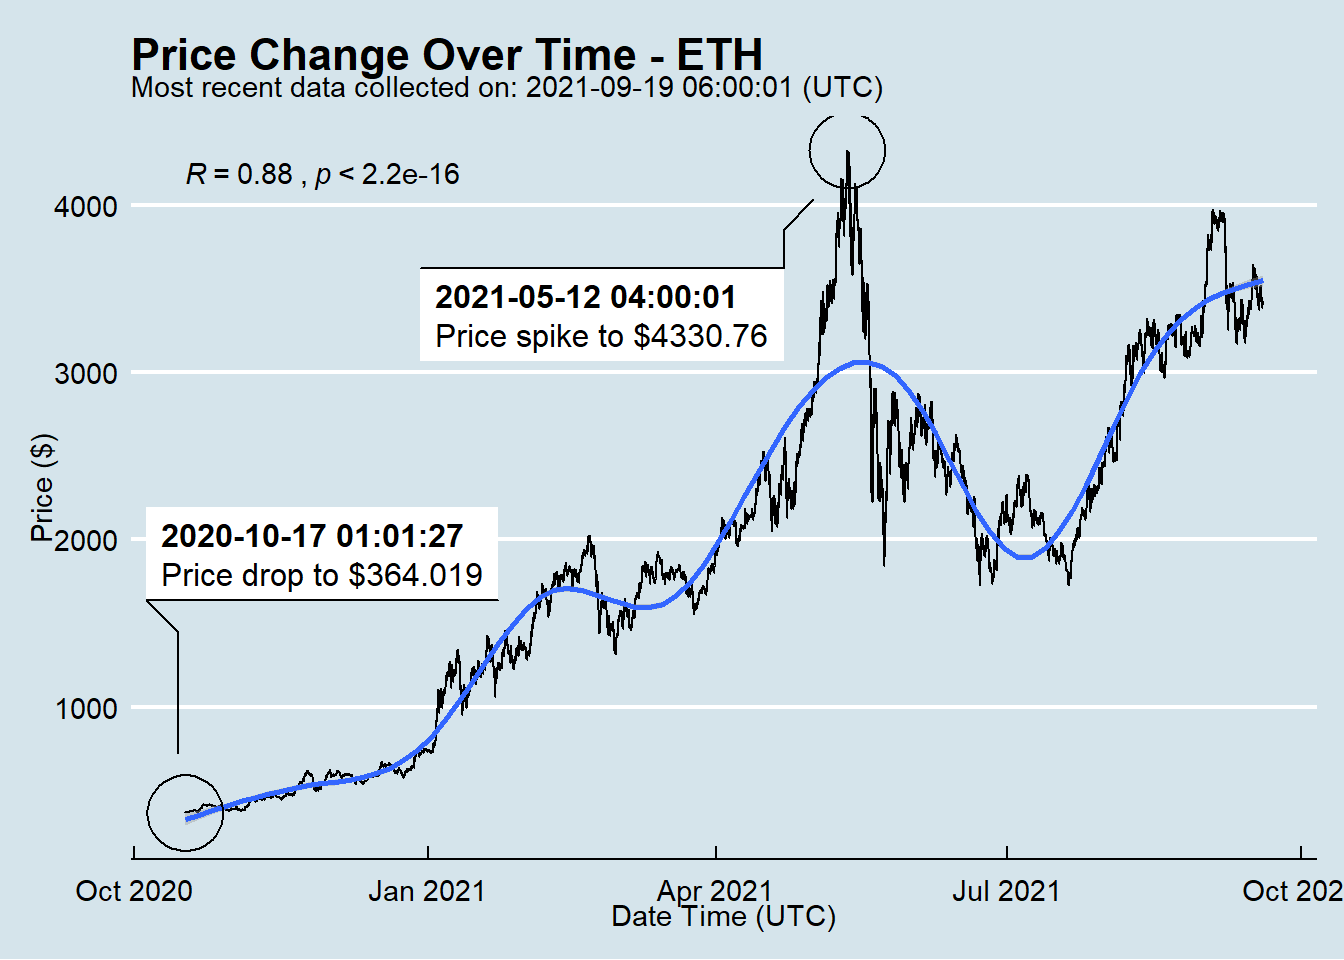 Price Change Over Time - ETH
Most recent data collected on: 2021-09-19 06:00:01 (UTC)
R = 0.88 , p < 2.2e-16
4000
2021-05-12 04:00:01
Price spike to $4330.76
3000
Price ($)
2020-10-17 01:01:27
2000
Price drop to $364.019
1000
Oct 2020 Jan 2021 Apr 2021 Jul 2021 Oct 202
Date Time (UTC)